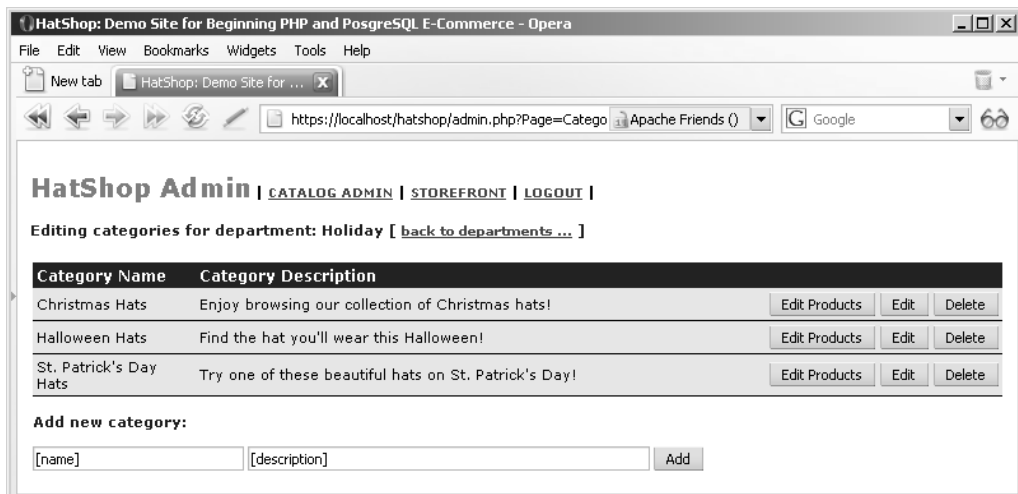 HatShop: Demo Site for Beginning PHP and PosgreSQL E-Commerce - Opera
File Edit View Bookmarks Widgets Tools Help
New tab HatShop: Demo Site for ...
https://localhost/hatshop/admin.php?Page=Catego Apache Friends () G Google
HatShop Admin | CATALOG ADMIN | STOREFRONT | LOGOUT |
Editing categories for department: Holiday [ back to departments ... ]
Category Name Category Description
Christmas Hats Enjoy browsing our collection of Christmas hats! Edit Products Edit Delete
Halloween Hats Find the hat you'll wear this Halloween! Edit Products Edit Delete
St. Patrick's Day
Hats Try one of these beautiful hats on St. Patrick's Day! Edit Products Edit Delete
Add new category:
[name] [description] Add